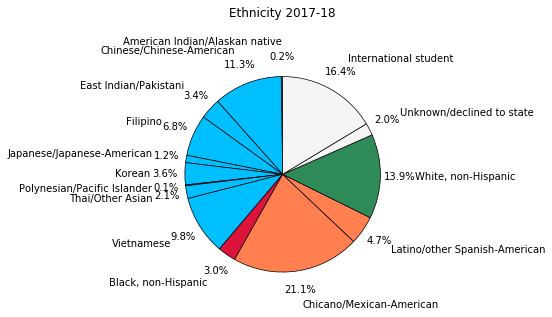 Ethnicity 2017-18
American Indian/Alaskan native
0.2%
Chinese/Chinese-American
11.3%
East Indian/Pakistani
3.4%
Filipino
6.8%
Japanese/Japanese-American 1.2%
Korean 3.6%
Polynesian/Pacific Islander 0.1%
Thai/Other Asian 2.1%
Vietnamese
9.8%
Black, non-Hispanic
3.0%
21.1%
Chicano/Mexican-American
4.7%
Latino/other Spanish-American
13.9% White, non-Hispanic
2.0% Unknown/declined to state
International student
16.4%